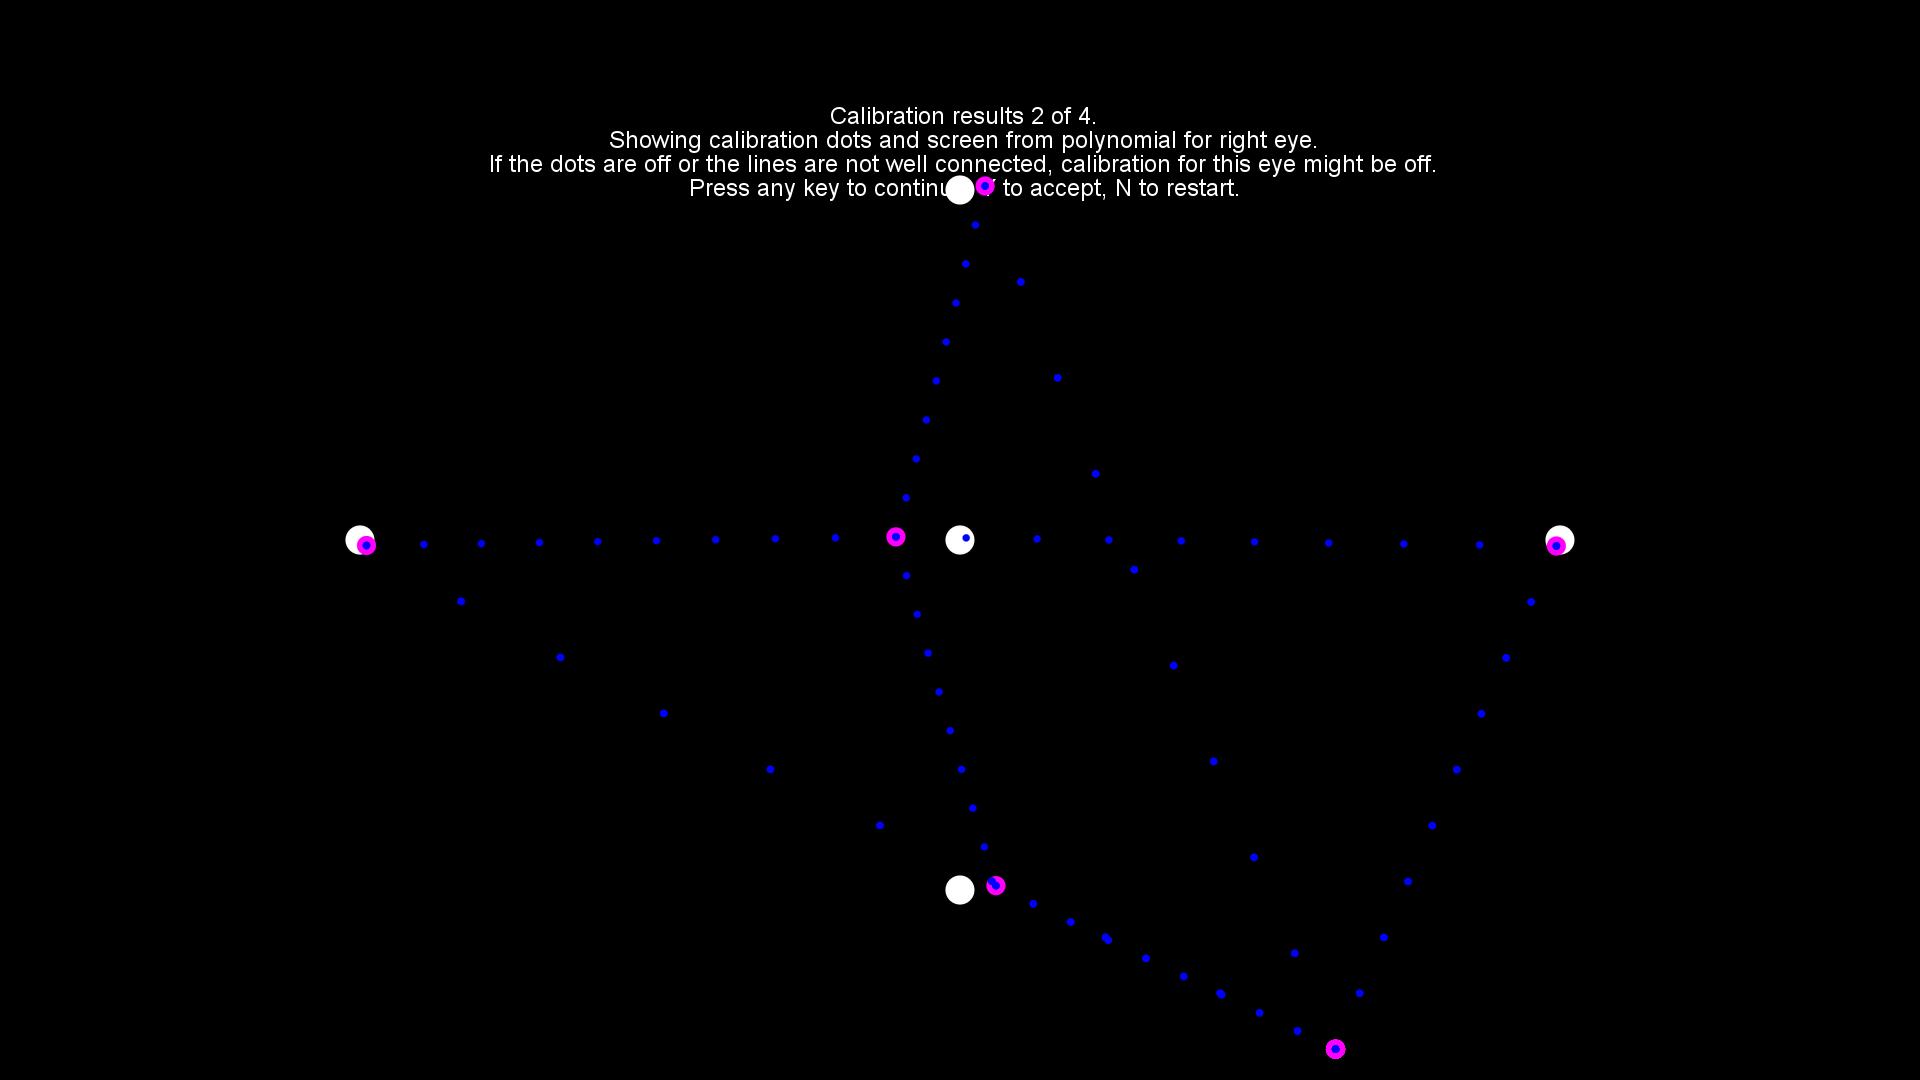 Calibration results 2 of 4.
Showing calibration dots and screen from polynomial for right eye.
If the dots are off or the lines are not well connected, calibration for this eye might be off.
Press any key to continu to accept, N to restart.